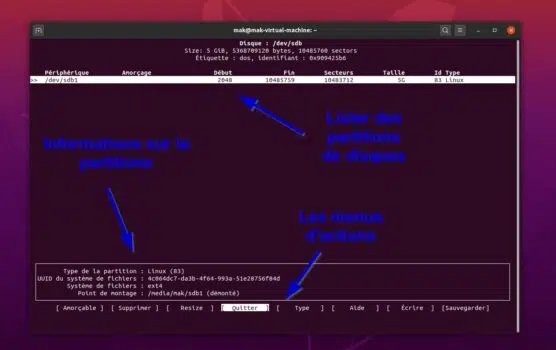 mak@mak-virtual-machine: ~
Disque : /dev/sdb
Size: 5 GiB, 5368709120 bytes, 10485760 sectors
Étiquette : dos, identifiant : 0x909425b6
Périphérique Amorçage Début Fin Secteurs Taille Id Type
>> /dev/sdb1 2048 10485759 10483712 5G 83 Linux
Lister des
partitions
de disques
Informations sur la
partitions
Les menus
d'actions
Type de la partition : Linux (83)
UUID du système de fichiers : 4c064dc7-da3b-4f64-993a-51e28756f84d
Système de fichiers : ext4
Point de montage : /media/mak/sdb1 (démonté)
[ Amorçable ] [ Supprimer ] [ Resize ] [ Quitter ] [ Type ] [ Aide ] [ Écrire ] [Sauvegarder]